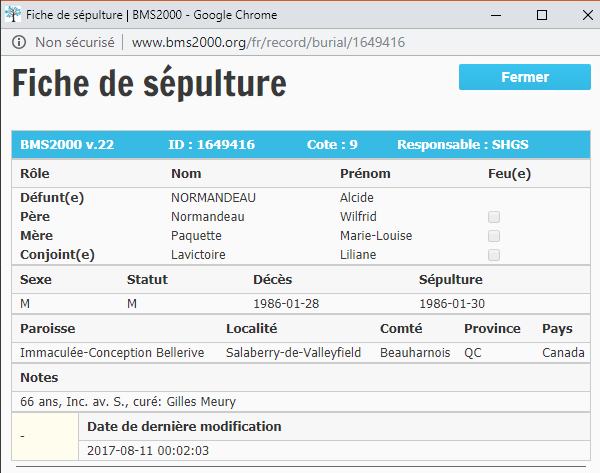 Fiche de sépulture | BMS2000 - Google Chrome
Non sécurisé | www.bms2000.org/fr/record/burial/1649416
Fiche de sépulture
Fermer
BMS2000 v.22 ID : 1649416 Cote : 9 Responsable : SHGS
Rôle Nom Prénom Feu(e)
Défunt(e) NORMANDEAU Alcide
Père Normandeau Wilfrid
Mère Paquette Marie-Louise
Conjoint(e) Lavictoire Liliane
Sexe Statut Décès Sépulture
M M 1986-01-28 1986-01-30
Paroisse Localité Comté Province Pays
Immaculée-Conception Bellerive Salaberry-de-Valleyfield Beauharnois QC Canada
Notes
66 ans, Inc. av. S., curé: Gilles Meury
- Date de dernière modification
2017-08-11 00:02:03